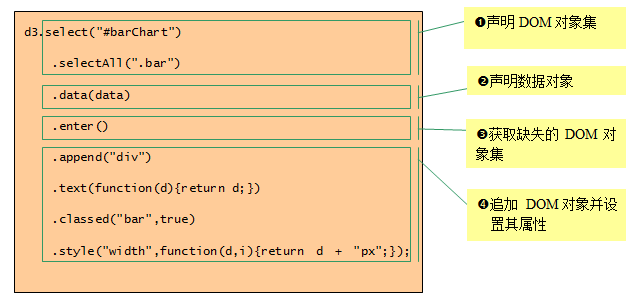 d3.select("#barChart")
.selectAll(".bar")
.data(data)
.enter()
.append("div")
.text(function(d){return d;})
.classed("bar",true)
.style("width",function(d,i){return d + "px";});
❶声明 DOM 对象集
❷声明数据对象
❸获取缺失的 DOM 对
象集
❹追加 DOM 对象并设
置其属性